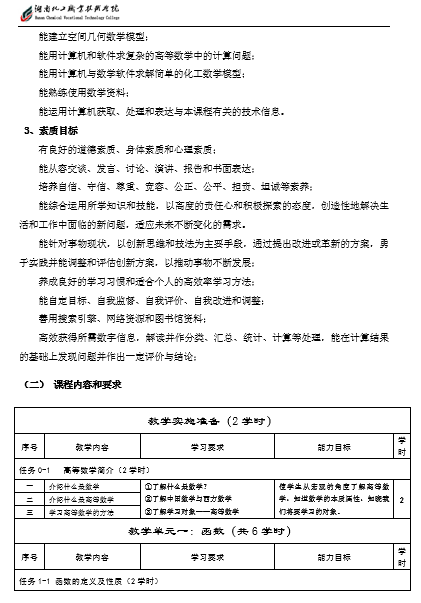 湖南化工职业技术学院
Hunan Chemical Vocational Technology College
能建立空间几何数学模型；
能用计算机和软件求复杂的高等数学中的计算问题；
能用计算机与数学软件求解简单的化工数学模型；
能熟练使用数学资料；
能运用计算机获取、处理和表达与本课程有关的技术信息。
3、素质目标
有良好的道德素质、身体素质和心理素质；
能从容交谈、发言、讨论、演讲、报告和书面表达；
培养自信、守信、尊重、宽容、公正、公平、担责、坦诚等素养；
能综合运用所学知识和技能，以高度的责任心和积极探索的态度，创造性地解决生
活和工作中面临的新问题，适应未来不断变化的需求。
能针对事物现状，以创新思维和技法为主要手段，通过提出改进或革新的方案，勇
于实践并能调整和评估创新方案，以推动事物不断发展；
养成良好的学习习惯和适合个人的高效率学习方法；
能自定目标、自我监督、自我评价、自我改进和调整；
善用搜索引擎、网络资源和图书馆资料；
高效获得所需数字信息，解读并作分类、汇总、统计、计算等处理，能在计算结果
的基础上发现问题并作出一定评价与结论；
（二） 课程内容和要求
教学实施准备（2 学时）
序号 教学内容 学习要求 能力目标 学时
任务 0-1 高等数学简介（2 学时）
一 介绍什么是数学 ①了解什么是数学？ 使学生从宏观的角度了解高等数
二 介绍什么是高等数学 ②了解中国数学与西方数学 学，知道数学的本质属性，知晓我 2
三 学习高等数学的方法 ③了解学习对象——高等数学 们将要学习的对象。
教学单元一：函数（共 6 学时）
序号 教学内容 学习要求 能力目标 学时
任务 1-1 函数的定义及性质（2 学时）